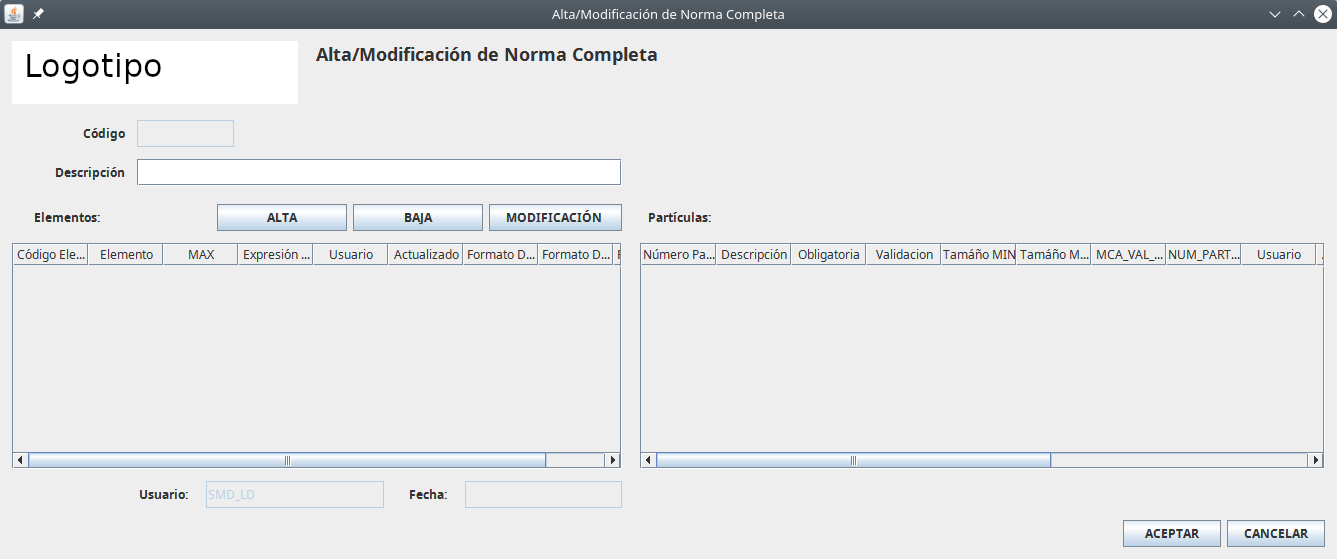 Alta/Modificación de Norma Completa
Logotipo
Alta/Modificación de Norma Completa
Código
Descripción
Elementos: ALTA BAJA MODIFICACIÓN Partículas:
Código Ele... Elemento MAX Expresión ... Usuario Actualizado Formato D... Formato D... Número Pa... Descripción Obligatoria Validacion Tamáño MIN Tamáño M... MCA_VAL_... NUM_PART... Usuario
Usuario: SMD_LD Fecha:
ACEPTAR CANCELAR